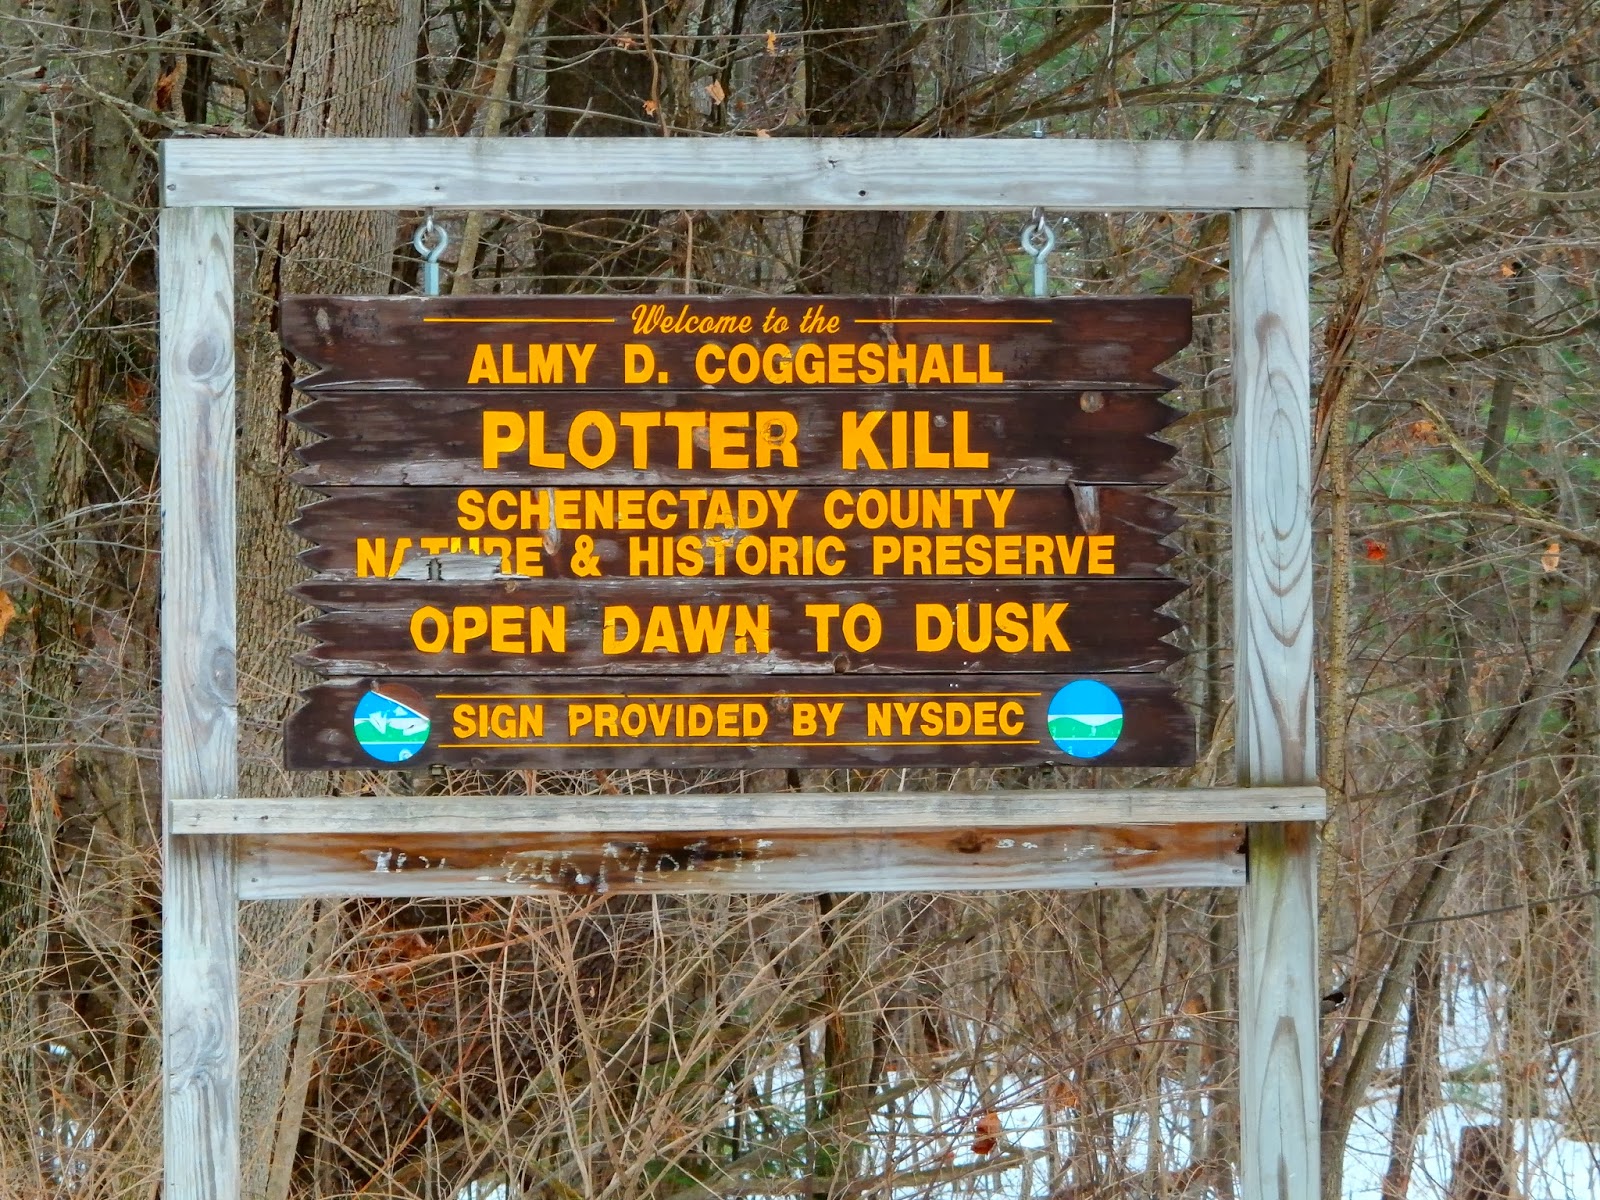 Welcome to the
ALMY D. COGGESHALL
PLOTTER KILL
SCHENECTADY COUNTY
NATURE & HISTORIC PRESERVE
OPEN DAWN TO DUSK
SIGN PROVIDED BY NYSDEC